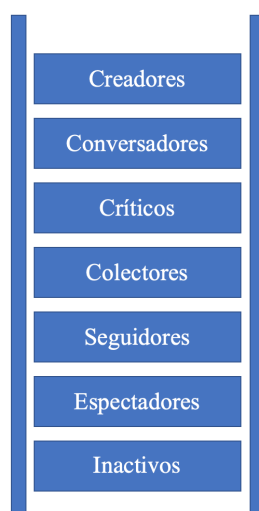 Creadores
Conversadores
Críticos
Colectores
Seguidores
Espectadores
Inactivos